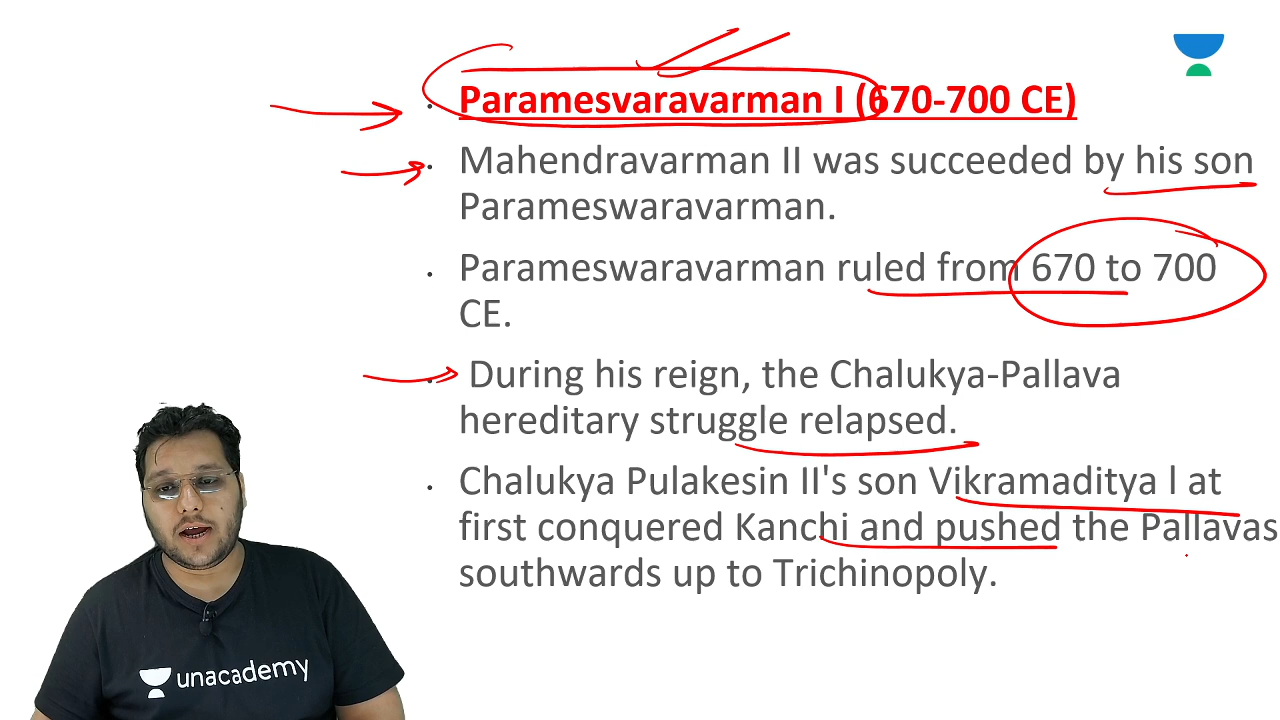 Paramesvaravarman I (670-700 CE)
Mahendravarman II was succeeded by his son
Parameswaravarman.
Parameswaravarman ruled from 670 to 700
CE.
During his reign, the Chalukya-Pallava
hereditary struggle relapsed.
Chalukya Pulakesin II's son Vikramaditya l at
first conquered Kanchi and pushed the Pallavas
southwards up to Trichinopoly.
unacademy